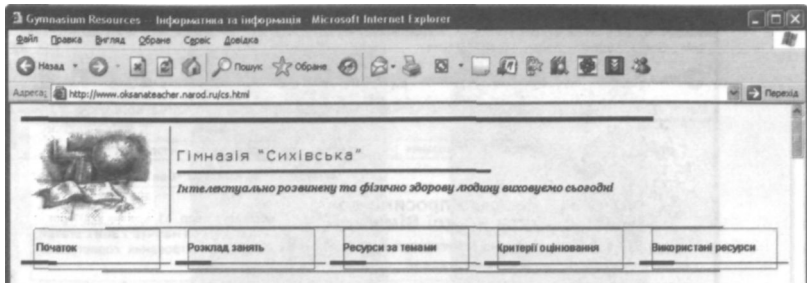 Gymnasium Resources -- Інформатика та інформація - Microsoft Internet Explorer
Файл Правка Вигляд Обране Сервіс Довідка
Назад Пошук Обране
Адреса: http://www.oksanateacher.narod.ru/cs.html Перехід
Гімназія "Сихівська"
Інтелектуально розвинену та фізично здорову людину виховуємо сьогодні
Початок Розклад занять Ресурси за темами Критерії оцінювання Використані ресурси